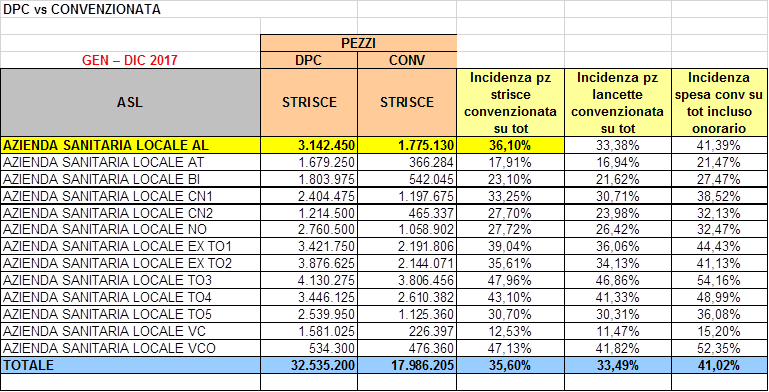 DPC vs CONVENZIONATA
PEZZI
GEN – DIC 2017 DPC CONV
ASL STRISCE STRISCE Incidenza pz strisce convenzionata su tot Incidenza pz lancette convenzionata su tot Incidenza spesa conv su tot incluso onorario
AZIENDA SANITARIA LOCALE AL 3.142.450 1.775.130 36,10% 33,38% 41,39%
AZIENDA SANITARIA LOCALE AT 1.679.250 366.284 17,91% 16,94% 21,47%
AZIENDA SANITARIA LOCALE BI 1.803.975 542.045 23,10% 21,62% 27,47%
AZIENDA SANITARIA LOCALE CN1 2.404.475 1.197.675 33,25% 30,71% 38,52%
AZIENDA SANITARIA LOCALE CN2 1.214.500 465.337 27,70% 23,98% 32,13%
AZIENDA SANITARIA LOCALE NO 2.760.500 1.058.902 27,72% 26,42% 32,47%
AZIENDA SANITARIA LOCALE EX TO1 3.421.750 2.191.806 39,04% 36,06% 44,43%
AZIENDA SANITARIA LOCALE EX TO2 3.876.625 2.144.071 35,61% 34,13% 41,13%
AZIENDA SANITARIA LOCALE TO3 4.130.275 3.806.456 47,96% 46,86% 54,16%
AZIENDA SANITARIA LOCALE TO4 3.446.125 2.610.382 43,10% 41,33% 48,99%
AZIENDA SANITARIA LOCALE TO5 2.539.950 1.125.360 30,70% 30,31% 36,08%
AZIENDA SANITARIA LOCALE VC 1.581.025 226.397 12,53% 11,47% 15,20%
AZIENDA SANITARIA LOCALE VCO 534.300 476.360 47,13% 41,82% 52,35%
TOTALE 32.535.200 17.986.205 35,60% 33,49% 41,02%